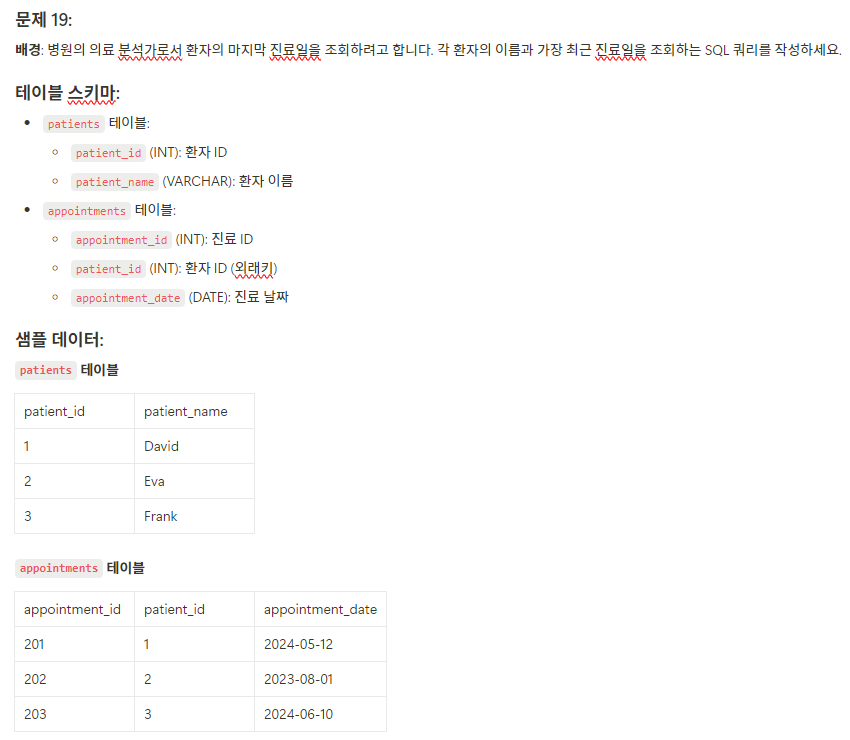 문제 19:
배경: 병원의 의료 분석가로서 환자의 마지막 진료일을 조회하려고 합니다. 각 환자의 이름과 가장 최근 진료일을 조회하는 SQL 쿼리를 작성하세요.
테이블 스키마:
patients 테이블:
patient_id (INT): 환자 ID
patient_name (VARCHAR): 환자 이름
appointments 테이블:
appointment_id (INT): 진료 ID
patient_id (INT): 환자 ID (외래키)
appointment_date (DATE): 진료 날짜
샘플 데이터:
patients 테이블
patient_id patient_name
1 David
2 Eva
3 Frank
appointments 테이블
appointment_id patient_id appointment_date
201 1 2024-05-12
202 2 2023-08-01
203 3 2024-06-10